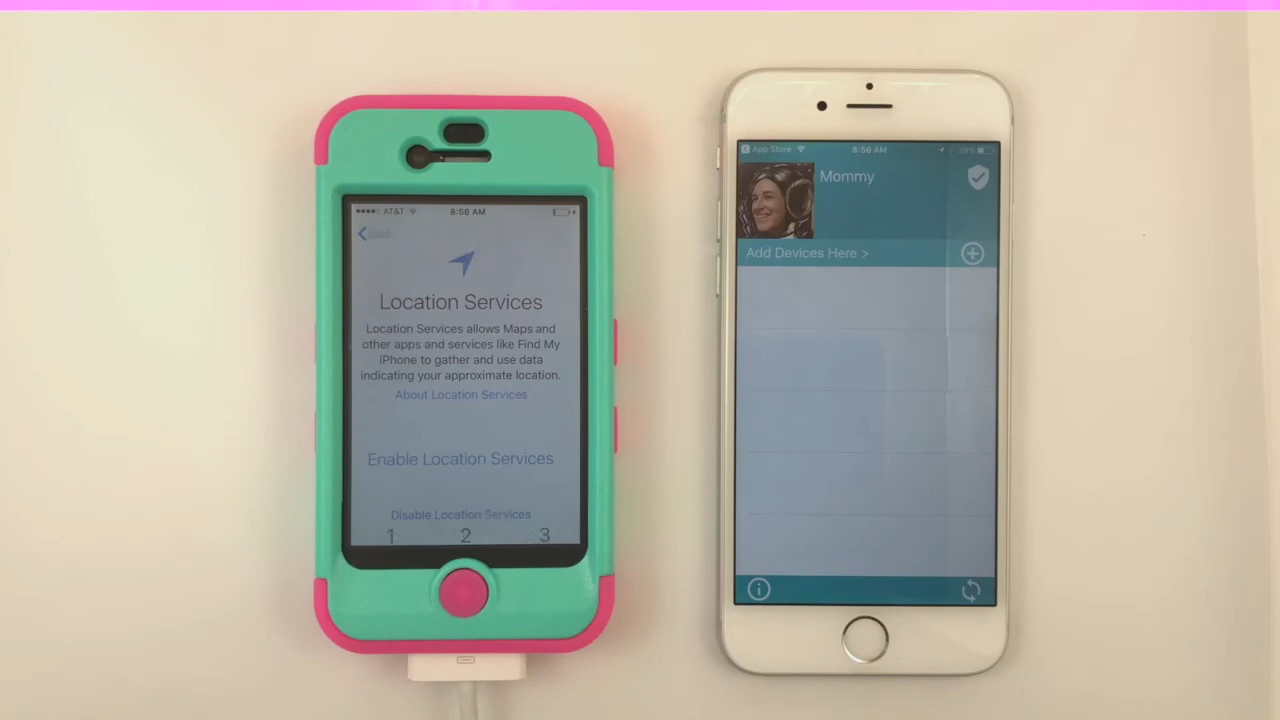 AT&T
8:56 AM
Back
Location Services
Location Services allows Maps and
other apps and services like Find My
iPhone to gather and use data
indicating your approximate location.
About Location Services
Enable Location Services
Disable Location Services
1 2 3
App Store
8:56 AM
Mommy
Add Devices Here >